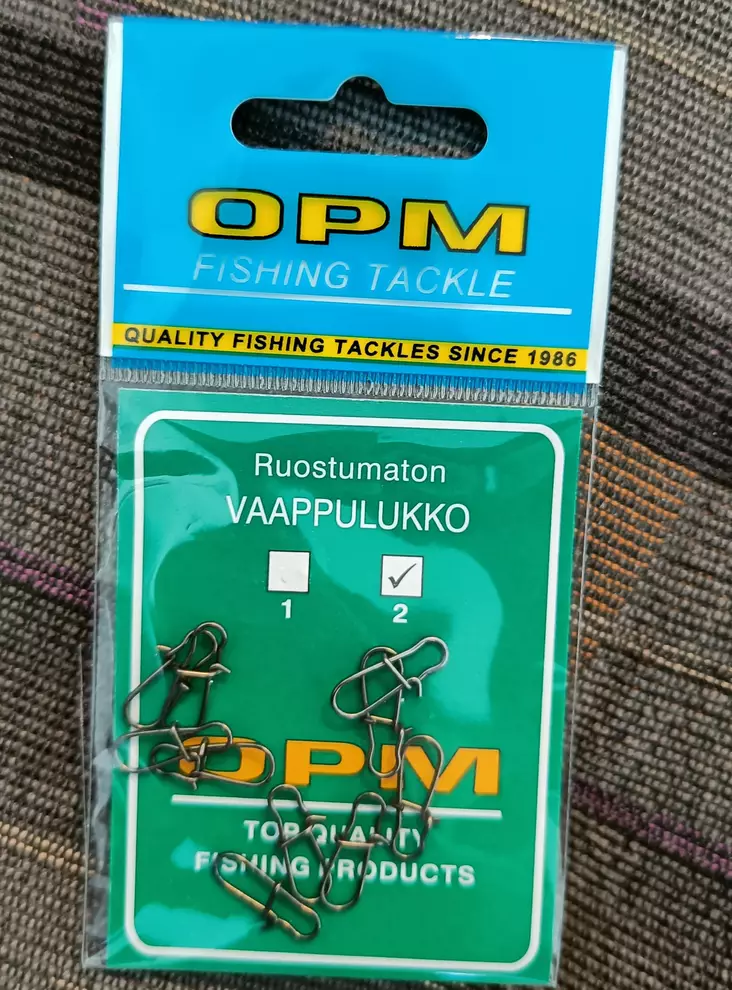 OPM
FISHING TACKLE
QUALITY FISHING TACKLES SINCE 1986
Ruostumaton
VAAPPULUKKO
1 2
OPM
TOP QUALITY
FISHING PRODUCTS